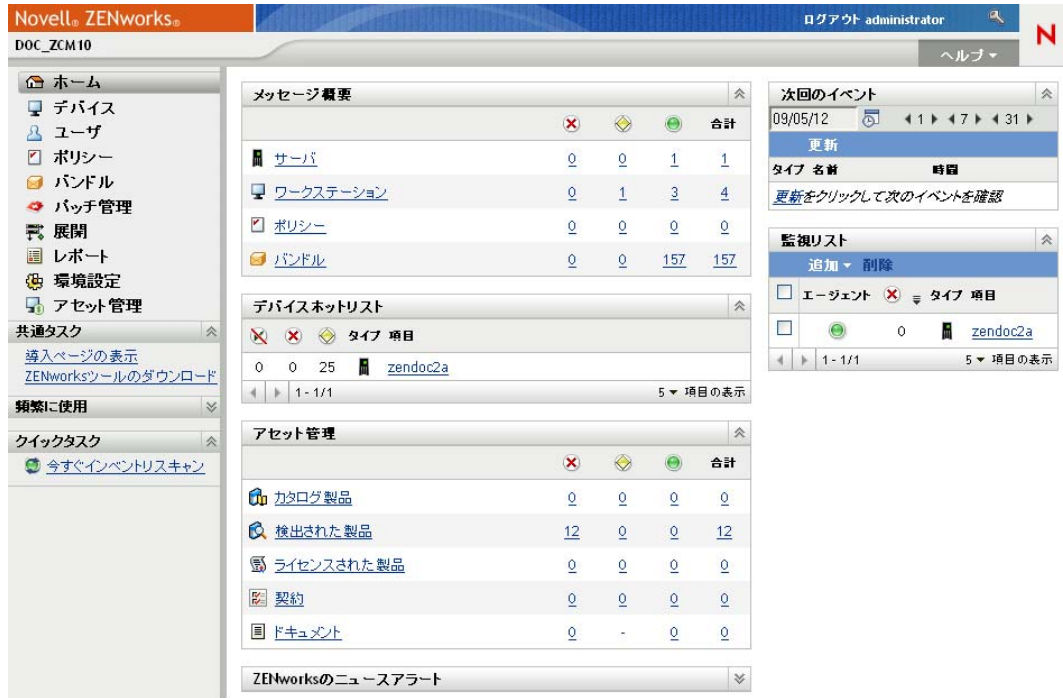 Novell® ZENworks®
ログアウト administrator
N
DOC_ZCM10
ヘルプ
ホーム
デバイス
ユーザ
ポリシー
バンドル
パッチ管理
展開
レポート
環境設定
アセット管理
共通タスク
導入ページの表示
ZENworksツールのダウンロード
頻繁に使用
クイックタスク
今すぐインベントリスキャン
メッセージ概要
合計
サーバ 0 0 1 1
ワークステーション 0 1 3 4
ポリシー 0 0 0 0
バンドル 0 0 157 157
デバイスホットリスト
タイプ 項目
0 0 25 zendoc2a
1 - 1/1 5 項目の表示
アセット管理
合計
カタログ製品 0 0 0 0
検出された製品 12 0 0 12
ライセンスされた製品 0 0 0 0
契約 0 0 0 0
ドキュメント 0 - 0 0
ZENworksのニュースアラート
次回のイベント
09/05/12 1 7 31
更新
タイプ 名前 時間
更新をクリックして次のイベントを確認
監視リスト
追加 削除
エージェント タイプ 項目
0 zendoc2a
1 - 1/1 5 項目の表示